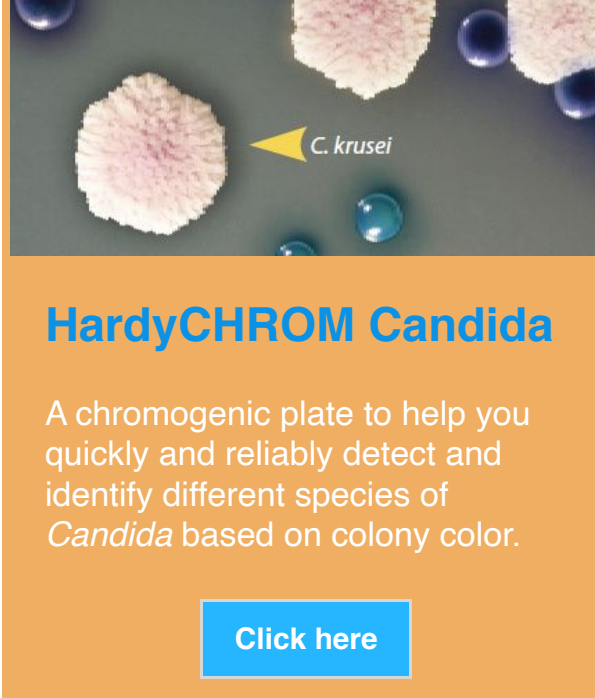 C. krusei
HardyCHROM Candida
A chromogenic plate to help you
quickly and reliably detect and
identify different species of
Candida based on colony color.
Click here